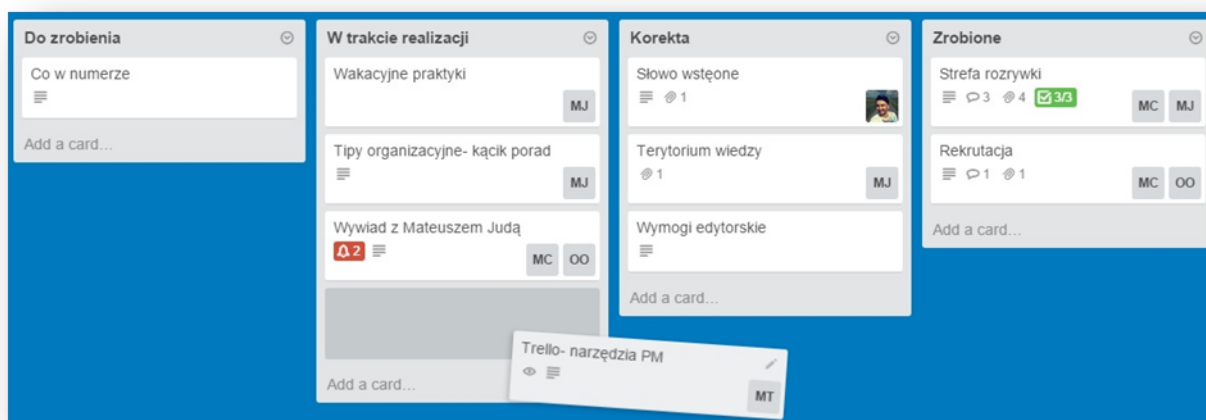 Do zrobienia
Co w numerze
Add a card...
W trakcie realizacji
Wakacyjne praktyki
MJ
Tipy organizacyjne- kącik porad
MJ
Wywiad z Mateuszem Judą
2
MC OO
Add a card...
Trello- narzędzia PM
MT
Korekta
Słowo wstęone
1
Terytorium wiedzy
1
MJ
Wymogi edytorskie
Add a card...
Zrobione
Strefa rozrywki
3 4 3/3
MC MJ
Rekrutacja
1 1
MC OO
Add a card...